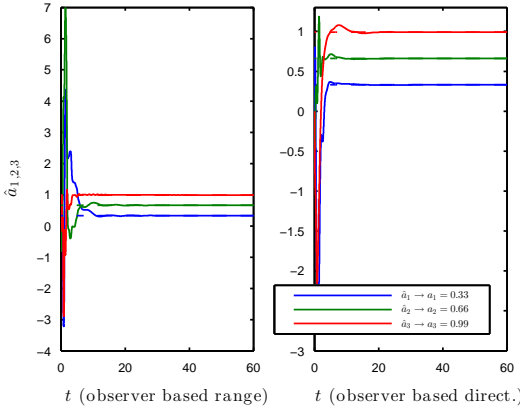 7
6
5
4
3
2
1
0
−1
−2
−3
−4
0 20 40 60
â1,2,3
t (observer based range)
1
0.5
0
−0.5
−1
−1.5
−2
−3
0 20 40 60
â1 → a1 = 0.33
â2 → a2 = 0.66
â3 → a3 = 0.99
t (observer based direct.)